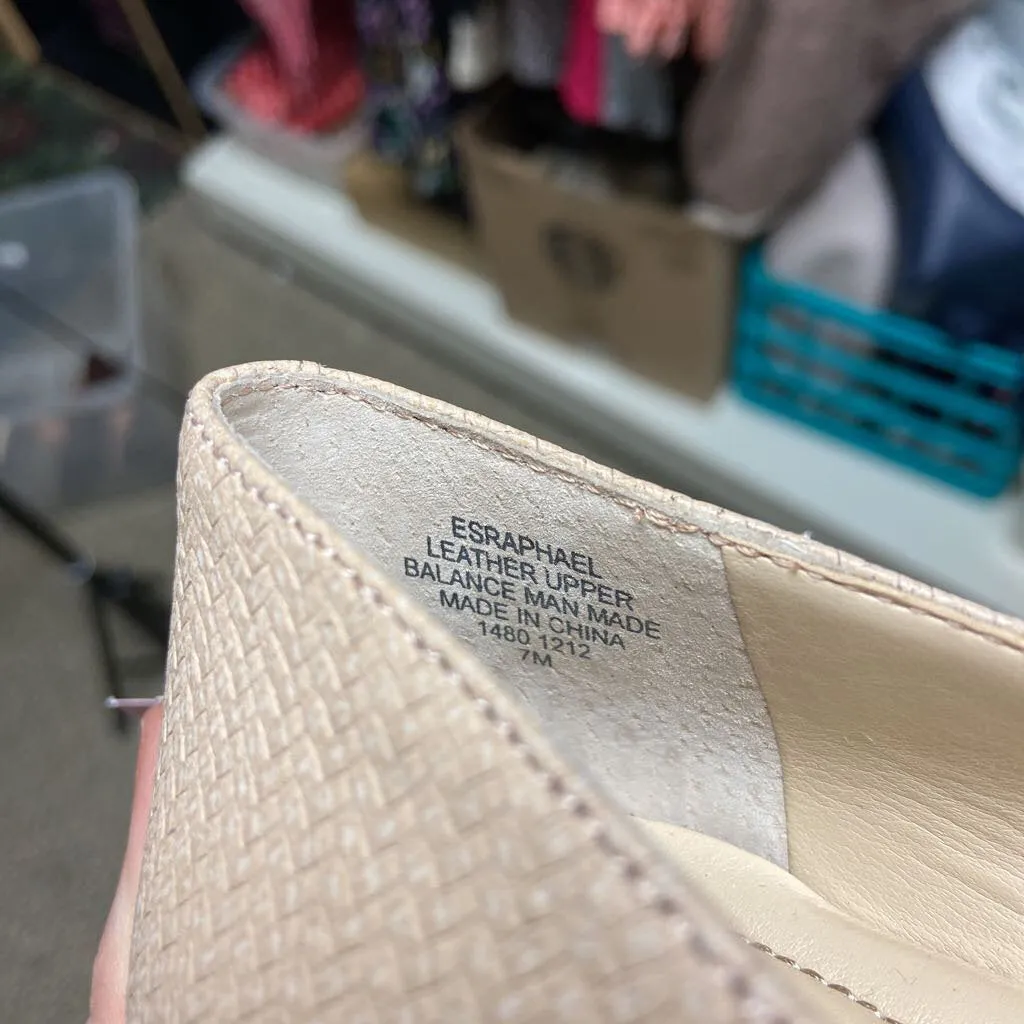 ESRAPHAEL
LEATHER UPPER
BALANCE MAN MADE
MADE IN CHINA
1480 1212
7M